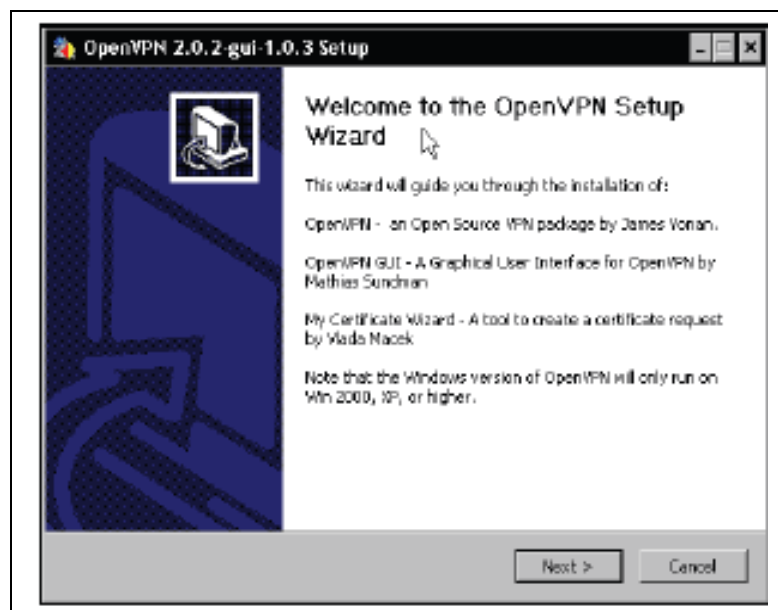 OpenVPN 2.0.2-gui-1.0.3 Setup
Welcome to the OpenVPN Setup
Wizard
This wizard will guide you through the installation of:
OpenVPN - an Open Source VPN package by James Yonan.
OpenVPN GUI - A Graphical User Interface for OpenVPN by
Mathias Sundman
My Certificate Wizard - A tool to create a certificate request
by Vlada Macek
Note that the Windows version of OpenVPN will only run on
Win 2000, XP, or higher.
Next >
Cancel